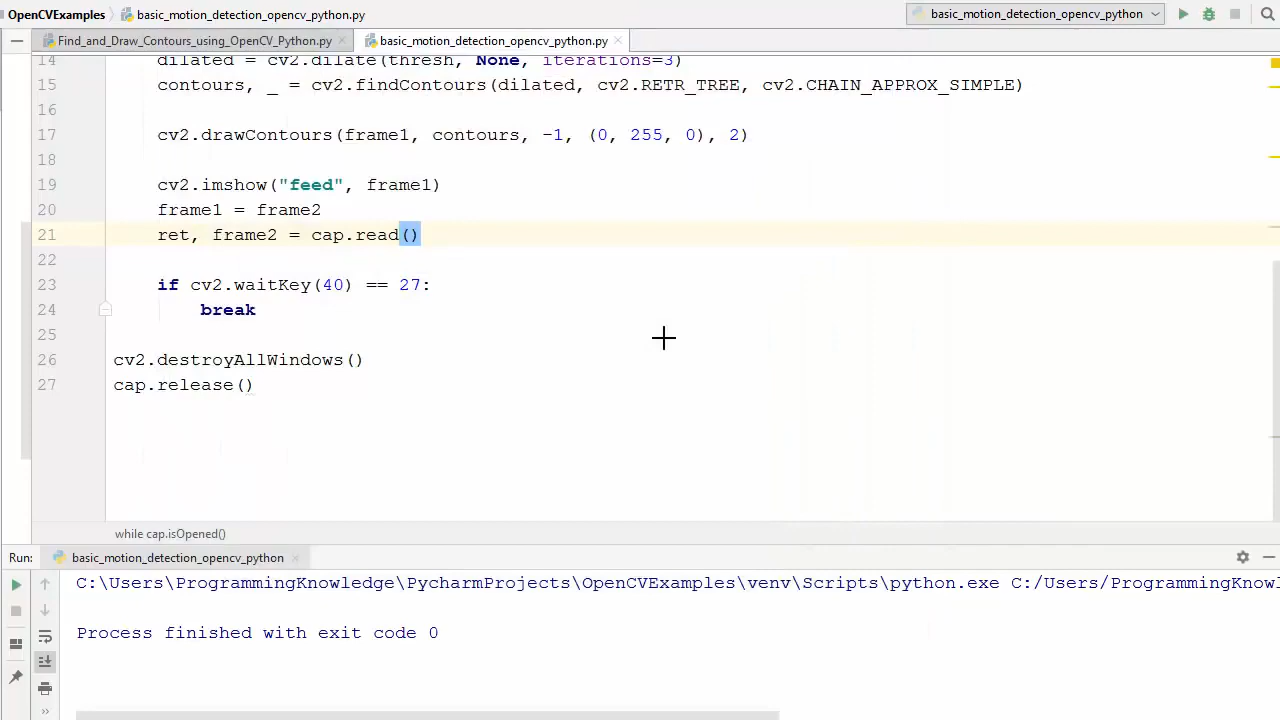 OpenCVExamples basic_motion_detection_opencv_python.py basic_motion_detection_opencv_python
Find_and_Draw_Contours_using_OpenCV_Python.py basic_motion_detection_opencv_python.py
14 dilated = cv2.dilate(thresh, None, iterations=3)
15 contours, _ = cv2.findContours(dilated, cv2.RETR_TREE, cv2.CHAIN_APPROX_SIMPLE)
16
17 cv2.drawContours(frame1, contours, -1, (0, 255, 0), 2)
18
19 cv2.imshow("feed", frame1)
20 frame1 = frame2
21 ret, frame2 = cap.read()
22
23 if cv2.waitKey(40) == 27:
24 break
25
26 cv2.destroyAllWindows()
27 cap.release()
while cap.isOpened()
Run: basic_motion_detection_opencv_python
C:\Users\ProgrammingKnowledge\PycharmProjects\OpenCVExamples\venv\Scripts\python.exe C:/Users/ProgrammingKnowl
Process finished with exit code 0